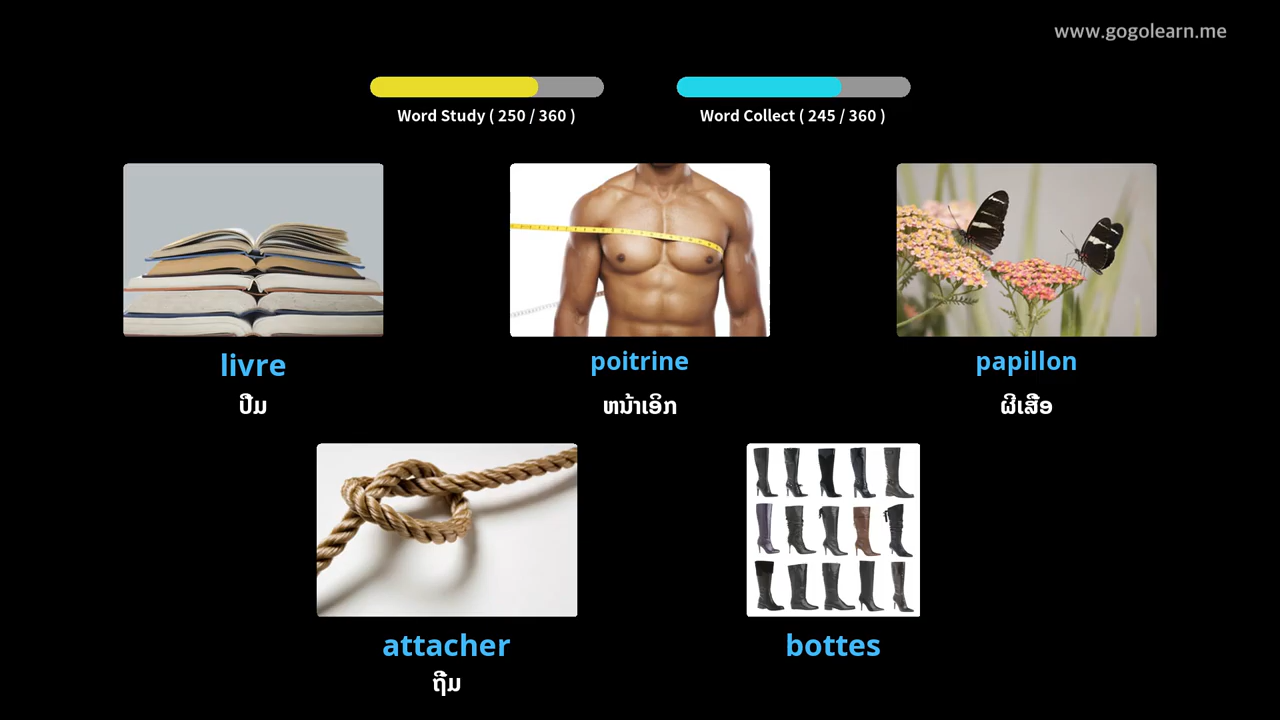 www.gogolearn.me
Word Study ( 250 / 360 )
Word Collect ( 245 / 360 )
livre
poitrine
papillon
ປຶ້ມ
ຫນ້າເອິກ
ຜີເສື້ອ
attacher
bottes
ຖິ້ມ